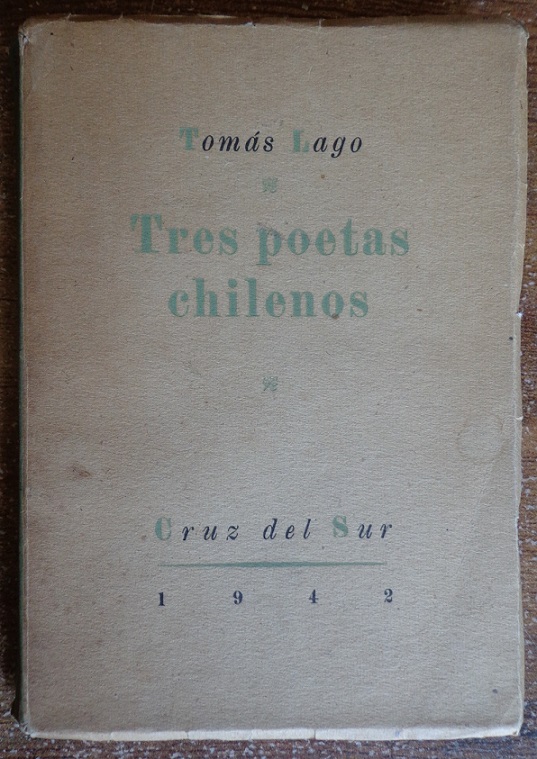 Tomás Lago
Tres poetas
chilenos
Cruz del Sur
1 9 4 2